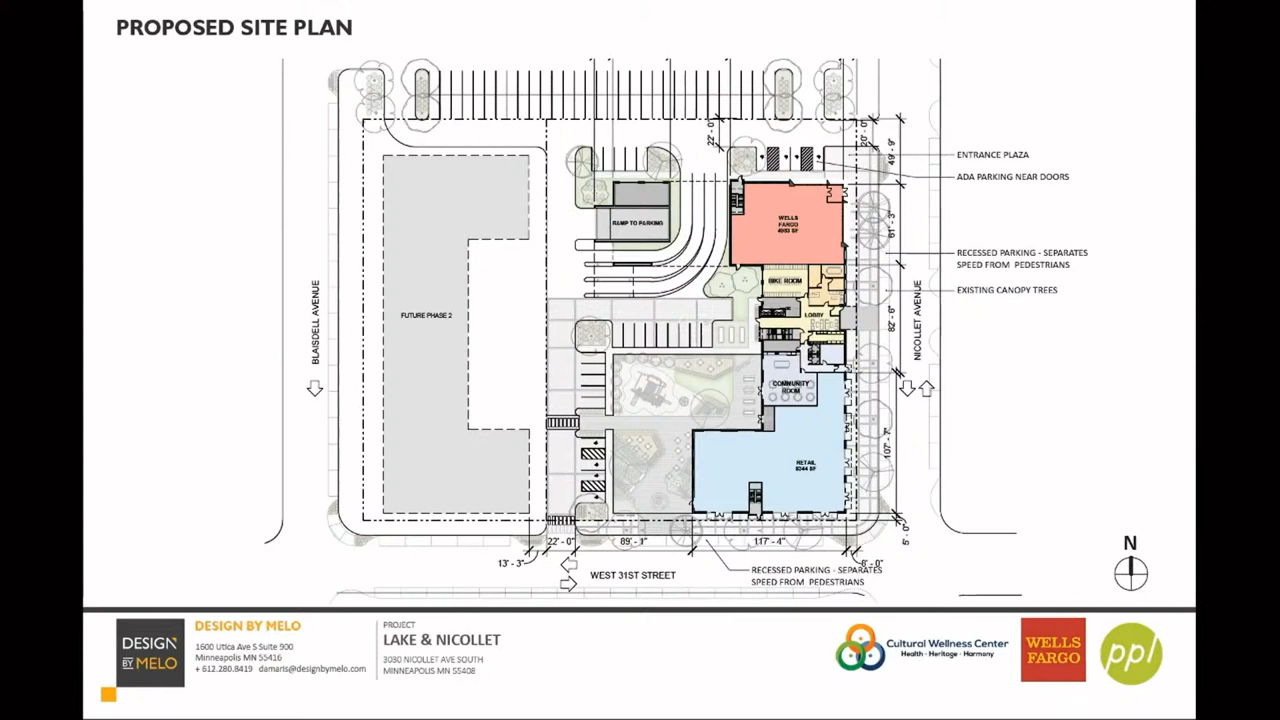 PROPOSED SITE PLAN
22' - 0"
20'-0"
49' - 9"
ENTRANCE PLAZA
ADA PARKING NEAR DOORS
RAMP TO PARKING
WELLS
FARGO
61' - 3"
RECESSED PARKING - SEPARATES
SPEED FROM PEDESTRIANS
EXISTING CANOPY TREES
BIKE ROOM
LOBBY
82' - 6"
FUTURE PHASE 2
BLAISDELL AVENUE
NICOLLET AVENUE
COMMUNITY
ROOM
107' - 7"
RETAIL
5' - 0"
22' - 0"
89' - 1"
117' - 4"
13' - 3"
WEST 31ST STREET
RECESSED PARKING - SEPARATES
SPEED FROM PEDESTRIANS
N
DESIGN
BY MELO
DESIGN BY MELO
1600 Utica Ave S Suite 900
Minneapolis MN 55416
+ 612.280.8419 damaris@designbymelo.com
PROJECT
LAKE & NICOLLET
3030 NICOLLET AVE SOUTH
MINNEAPOLIS MN 55408
Cultural Wellness Center
Health · Heritage · Harmony
WELLS
FARGO
ppl